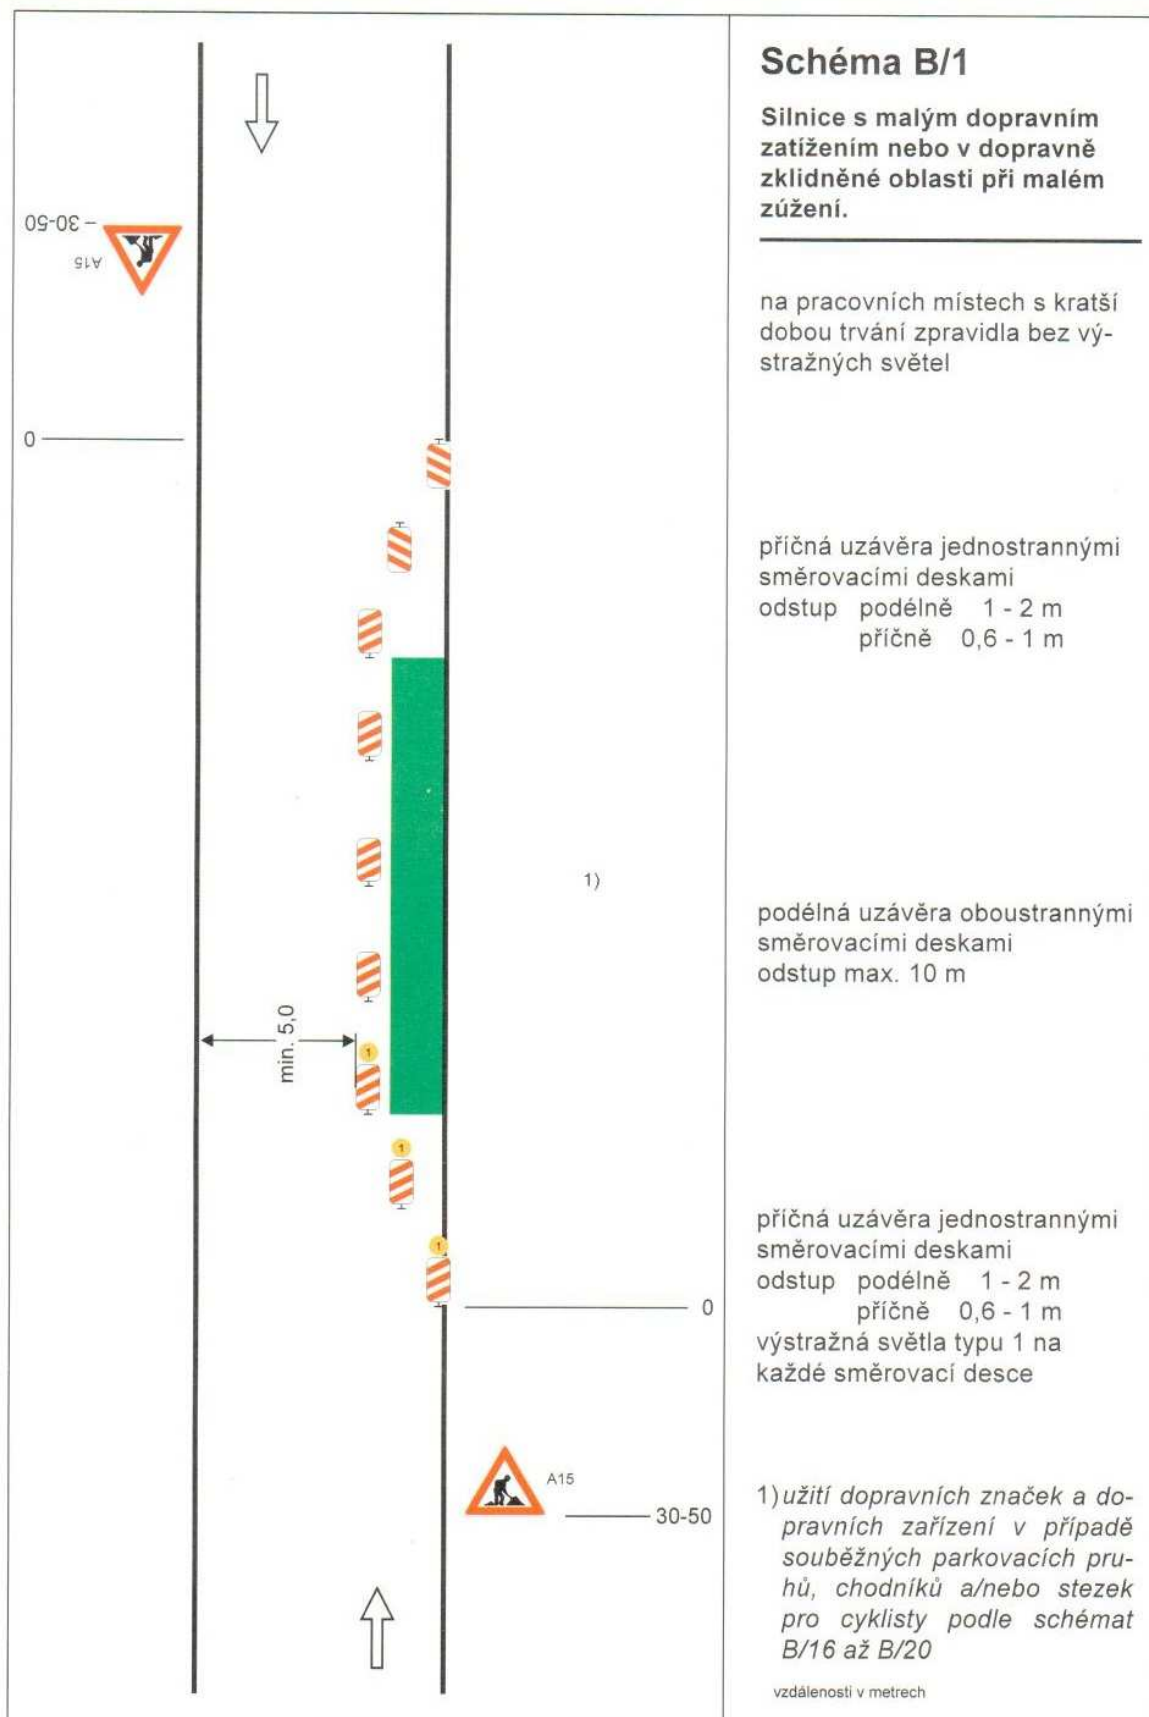 Schéma B/1
Silnice s malým dopravním
zatížením nebo v dopravně
zklidněné oblasti při malém
zúžení.
30-50
A15
na pracovních místech s kratší
dobou trvání zpravidla bez vý-
stražných světel
0
příčná uzávěra jednostrannými
směrovacími deskami
odstup podélně 1 - 2 m
příčně 0,6 - 1 m
1)
podélná uzávěra oboustrannými
směrovacími deskami
odstup max. 10 m
min. 5,0
1
1
1
příčná uzávěra jednostrannými
směrovacími deskami
odstup podélně 1 - 2 m
příčně 0,6 - 1 m
výstražná světla typu 1 na
každé směrovací desce
0
A15
30-50
1) užití dopravních značek a do-
pravních zařízení v případě
souběžných parkovacích pru-
hů, chodníků a/nebo stezek
pro cyklisty podle schémat
B/16 až B/20
vzdálenosti v metrech